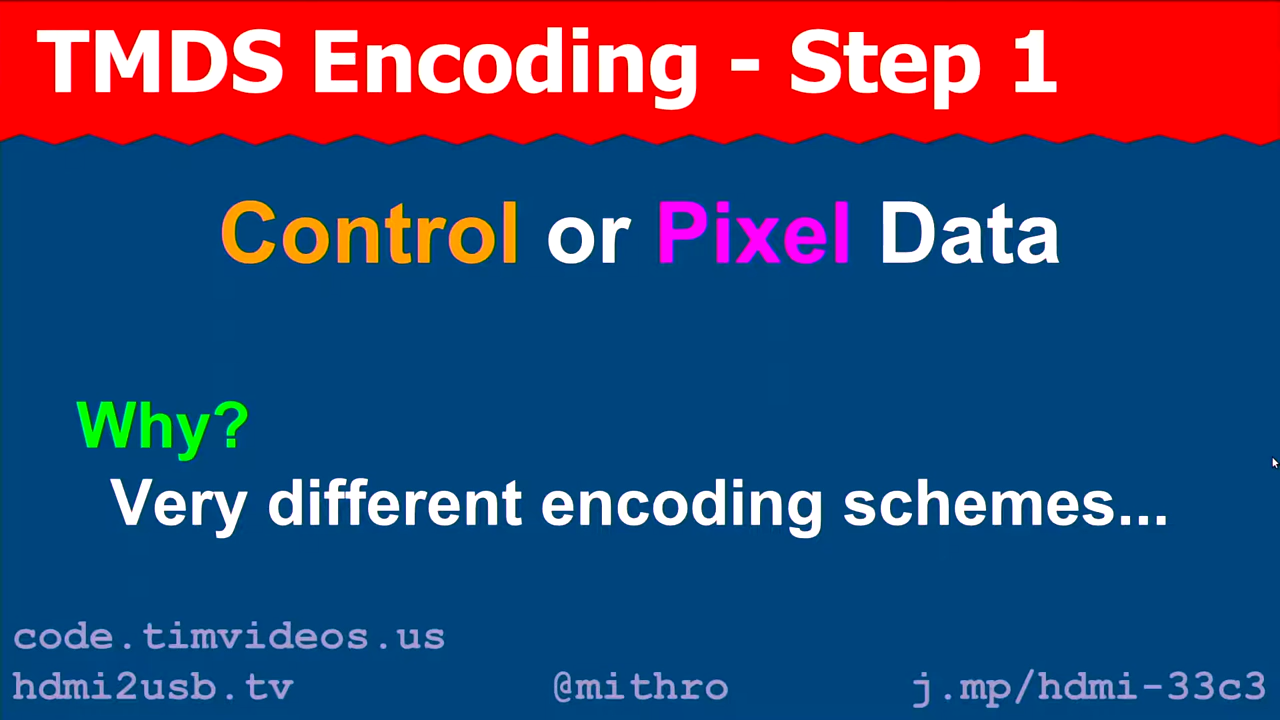 TMDS Encoding - Step 1
Control or Pixel Data
Why?
Very different encoding schemes...
code.timvideos.us
hdmi2usb.tv @mithro j.mp/hdmi-33c3